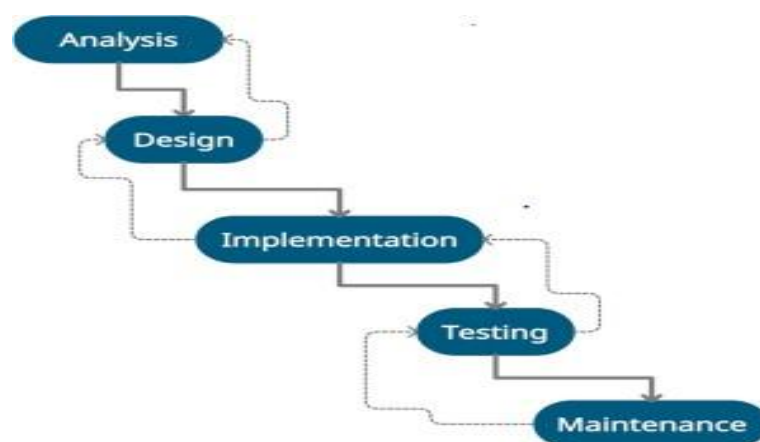 Analysis
Design
Implementation
Testing
Maintenance